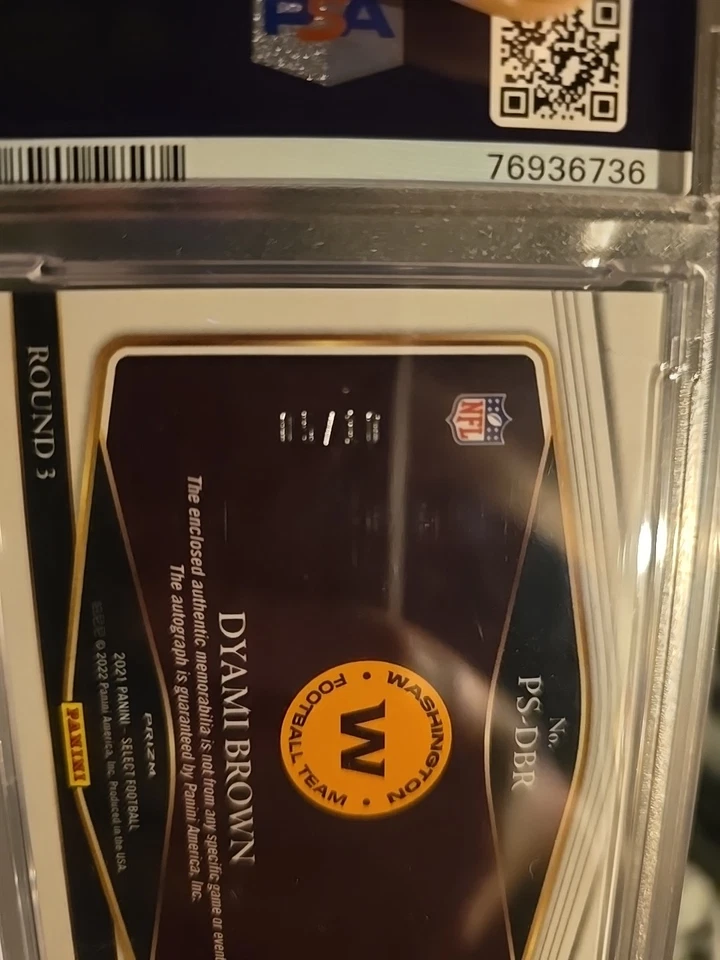 PSA
76936736
NFL
No.
PS-DBR
WASHINGTON
W
FOOTBALL TEAM
DYAMI BROWN
The enclosed authentic memorabilia is not from any specific game or event
The autograph is guaranteed by Panini America, Inc.
PRIZM
2021 PANINI – SELECT FOOTBALL
© 2022 Panini America, Inc. Produced in the USA.
PANINI
ROUND 3